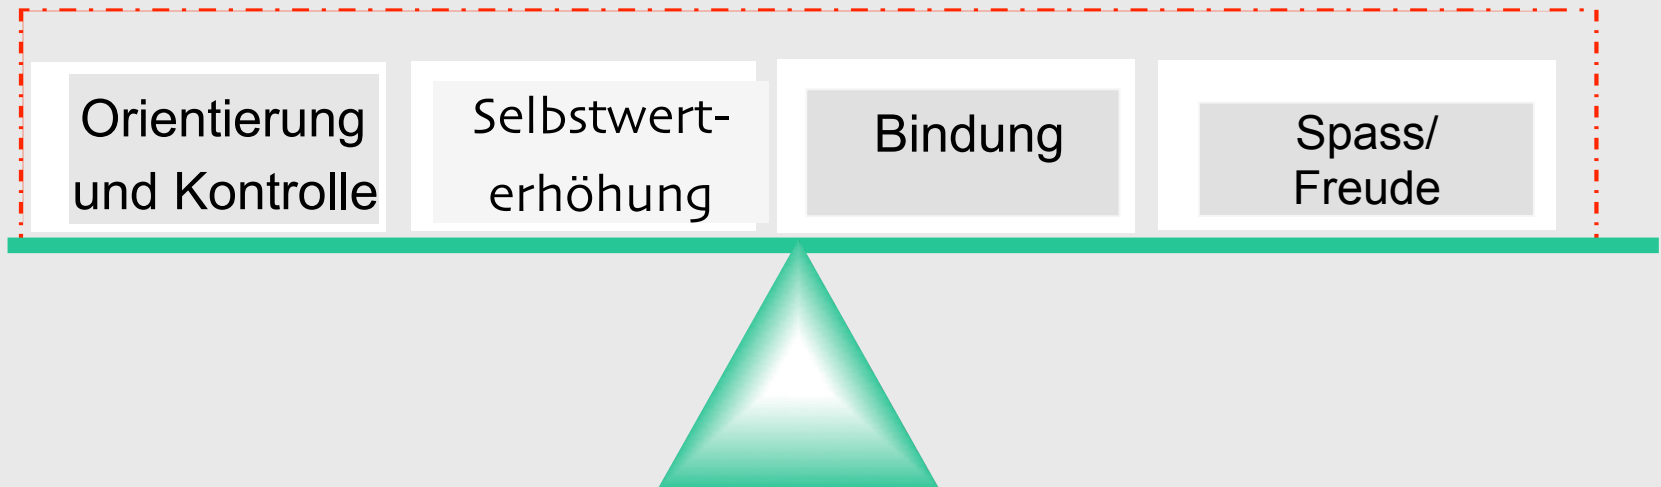 Orientierung
und Kontrolle
Selbstwert-
erhöhung
Bindung
Spass/
Freude